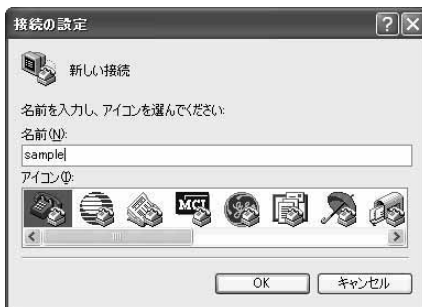 接続の設定
新しい接続
名前を入力し、アイコンを選んでください:
名前(N):
sample
アイコン(I):
MCI
OK
キャンセル